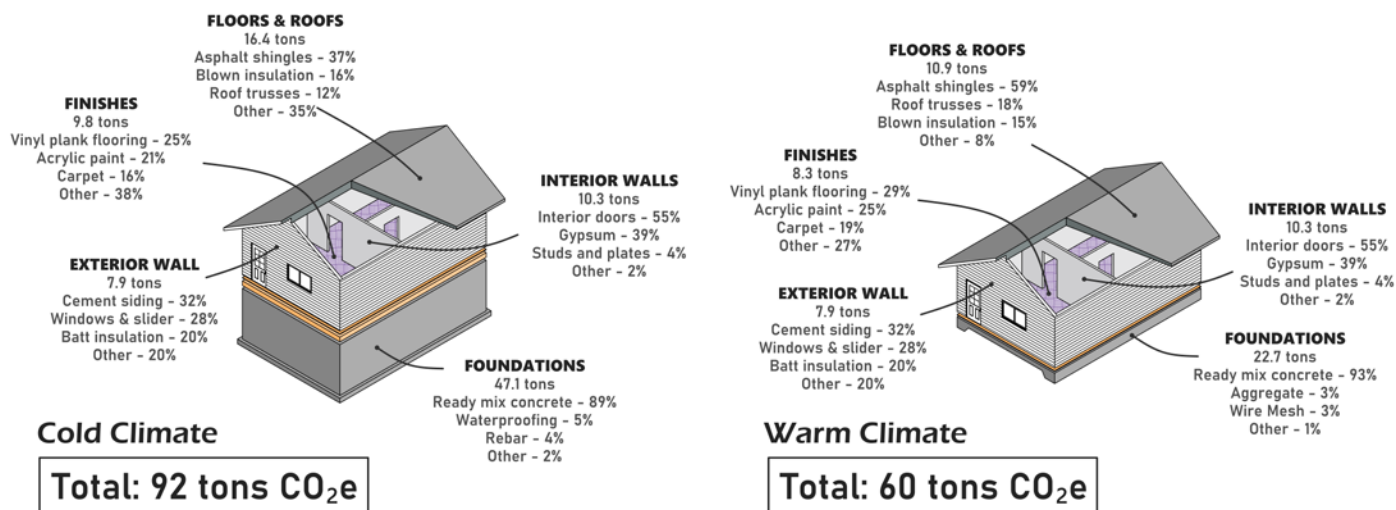 FLOORS & ROOFS
16.4 tons
Asphalt shingles - 37%
Blown insulation - 16%
Roof trusses - 12%
Other - 35%
FINISHES
9.8 tons
Vinyl plank flooring - 25%
Acrylic paint - 21%
Carpet - 16%
Other - 38%
INTERIOR WALLS
10.3 tons
Interior doors - 55%
Gypsum - 39%
Studs and plates - 4%
Other - 2%
EXTERIOR WALL
7.9 tons
Cement siding - 32%
Windows & slider - 28%
Batt insulation - 20%
Other - 20%
FOUNDATIONS
47.1 tons
Ready mix concrete - 89%
Waterproofing - 5%
Rebar - 4%
Other - 2%
Cold Climate
Total: 92 tons CO₂e
FLOORS & ROOFS
10.9 tons
Asphalt shingles - 59%
Roof trusses - 18%
Blown insulation - 15%
Other - 8%
FINISHES
8.3 tons
Vinyl plank flooring - 29%
Acrylic paint - 25%
Carpet - 19%
Other - 27%
INTERIOR WALLS
10.3 tons
Interior doors - 55%
Gypsum - 39%
Studs and plates - 4%
Other - 2%
EXTERIOR WALL
7.9 tons
Cement siding - 32%
Windows & slider - 28%
Batt insulation - 20%
Other - 20%
FOUNDATIONS
22.7 tons
Ready mix concrete - 93%
Aggregate - 3%
Wire Mesh - 3%
Other - 1%
Warm Climate
Total: 60 tons CO₂e